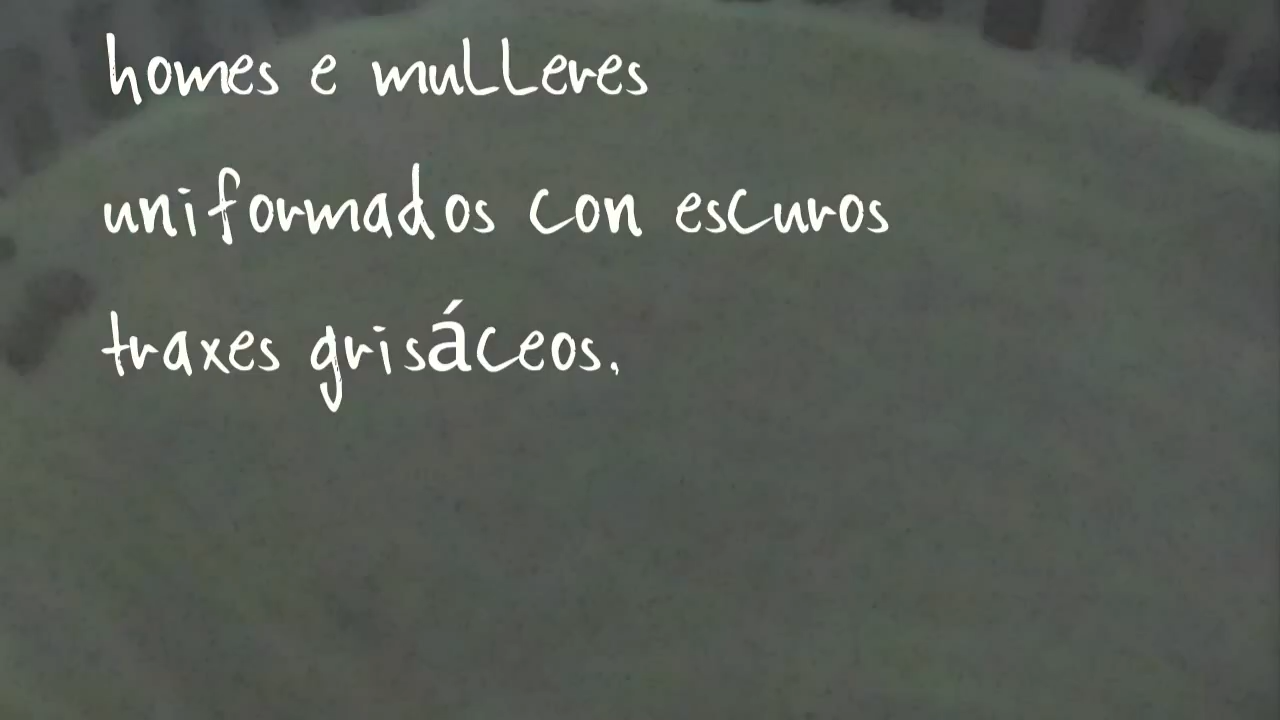 homes e mulleres
uniformados con escuros
traxes grisáceos.